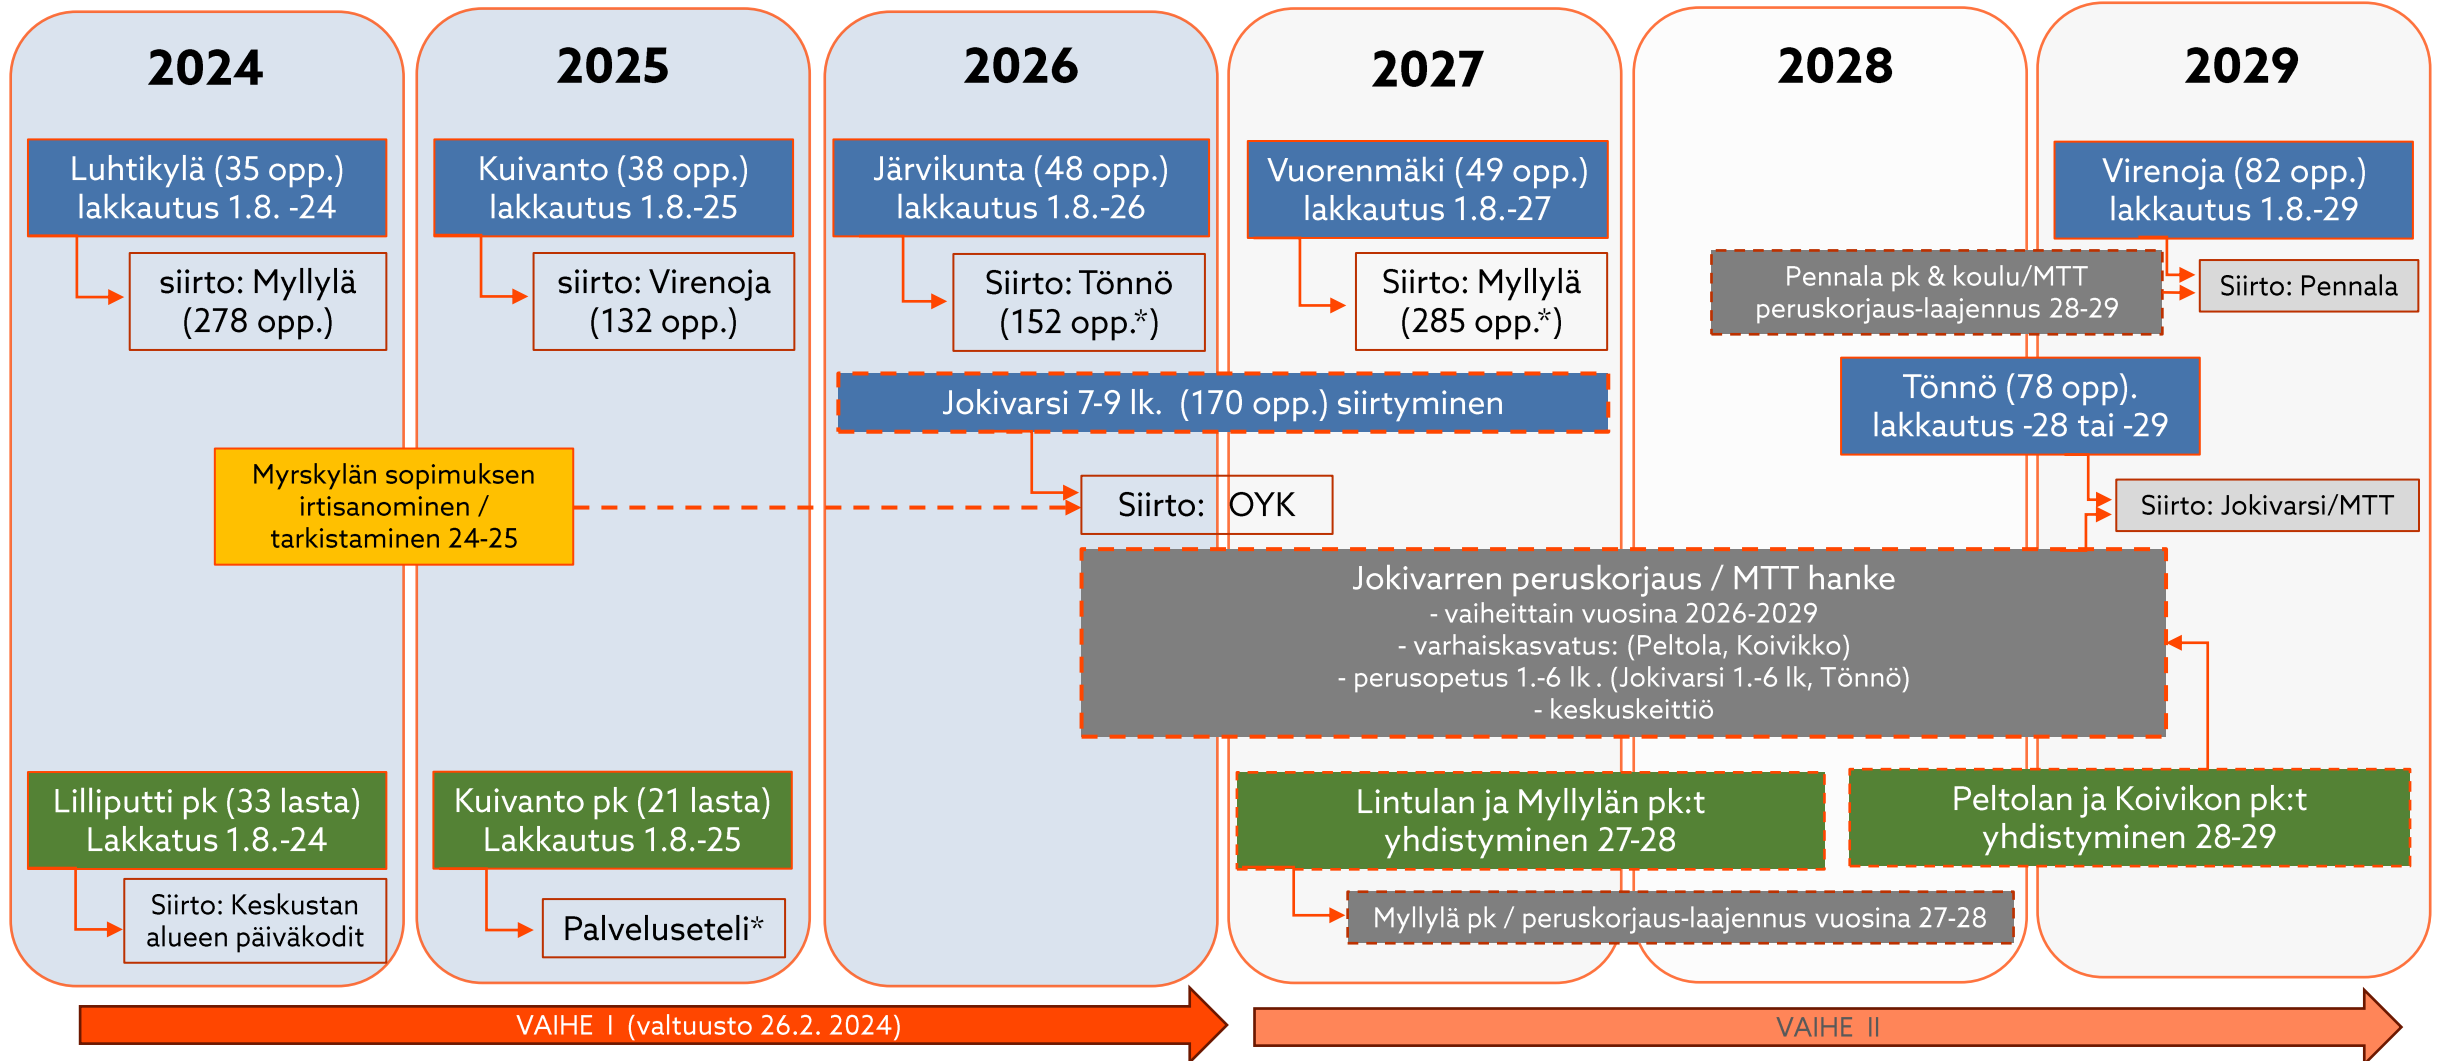 2024
2025
2026
2027
2028
2029
Luhtikylä (35 opp.)
lakkautus 1.8. -24
siirto: Myllylä
(278 opp.)
Kuivanto (38 opp.)
lakkautus 1.8.-25
siirto: Virenoja
(132 opp.)
Järvikunta (48 opp.)
lakkautus 1.8.-26
Siirto: Tönnö
(152 opp.*)
Vuorenmäki (49 opp.)
lakkautus 1.8.-27
Siirto: Myllylä
(285 opp.*)
Virenoja (82 opp.)
lakkautus 1.8.-29
Pennala pk & koulu/MTT
peruskorjaus-laajennus 28-29
Siirto: Pennala
Jokivarsi 7-9 lk.  (170 opp.) siirtyminen
Tönnö (78 opp).
lakkautus -28 tai -29
Myrskylän sopimuksen
irtisanominen /
tarkistaminen 24-25
Siirto:  OYK
Siirto: Jokivarsi/MTT
Jokivarren peruskorjaus / MTT hanke
- vaiheittain vuosina 2026-2029
- varhaiskasvatus: (Peltola, Koivikko)
- perusopetus 1.-6 lk . (Jokivarsi 1.-6 lk, Tönnö)
- keskuskeittiö
Lilliputti pk (33 lasta)
Lakkatus 1.8.-24
Siirto: Keskustan
alueen päiväkodit
Kuivanto pk (21 lasta)
Lakkautus 1.8.-25
Palveluseteli*
Lintulan ja Myllylän pk:t
yhdistyminen 27-28
Myllylä pk / peruskorjaus-laajennus vuosina 27-28
Peltolan ja Koivikon pk:t
yhdistyminen 28-29
VAIHE  I  (valtuusto 26.2. 2024)
VAIHE  II